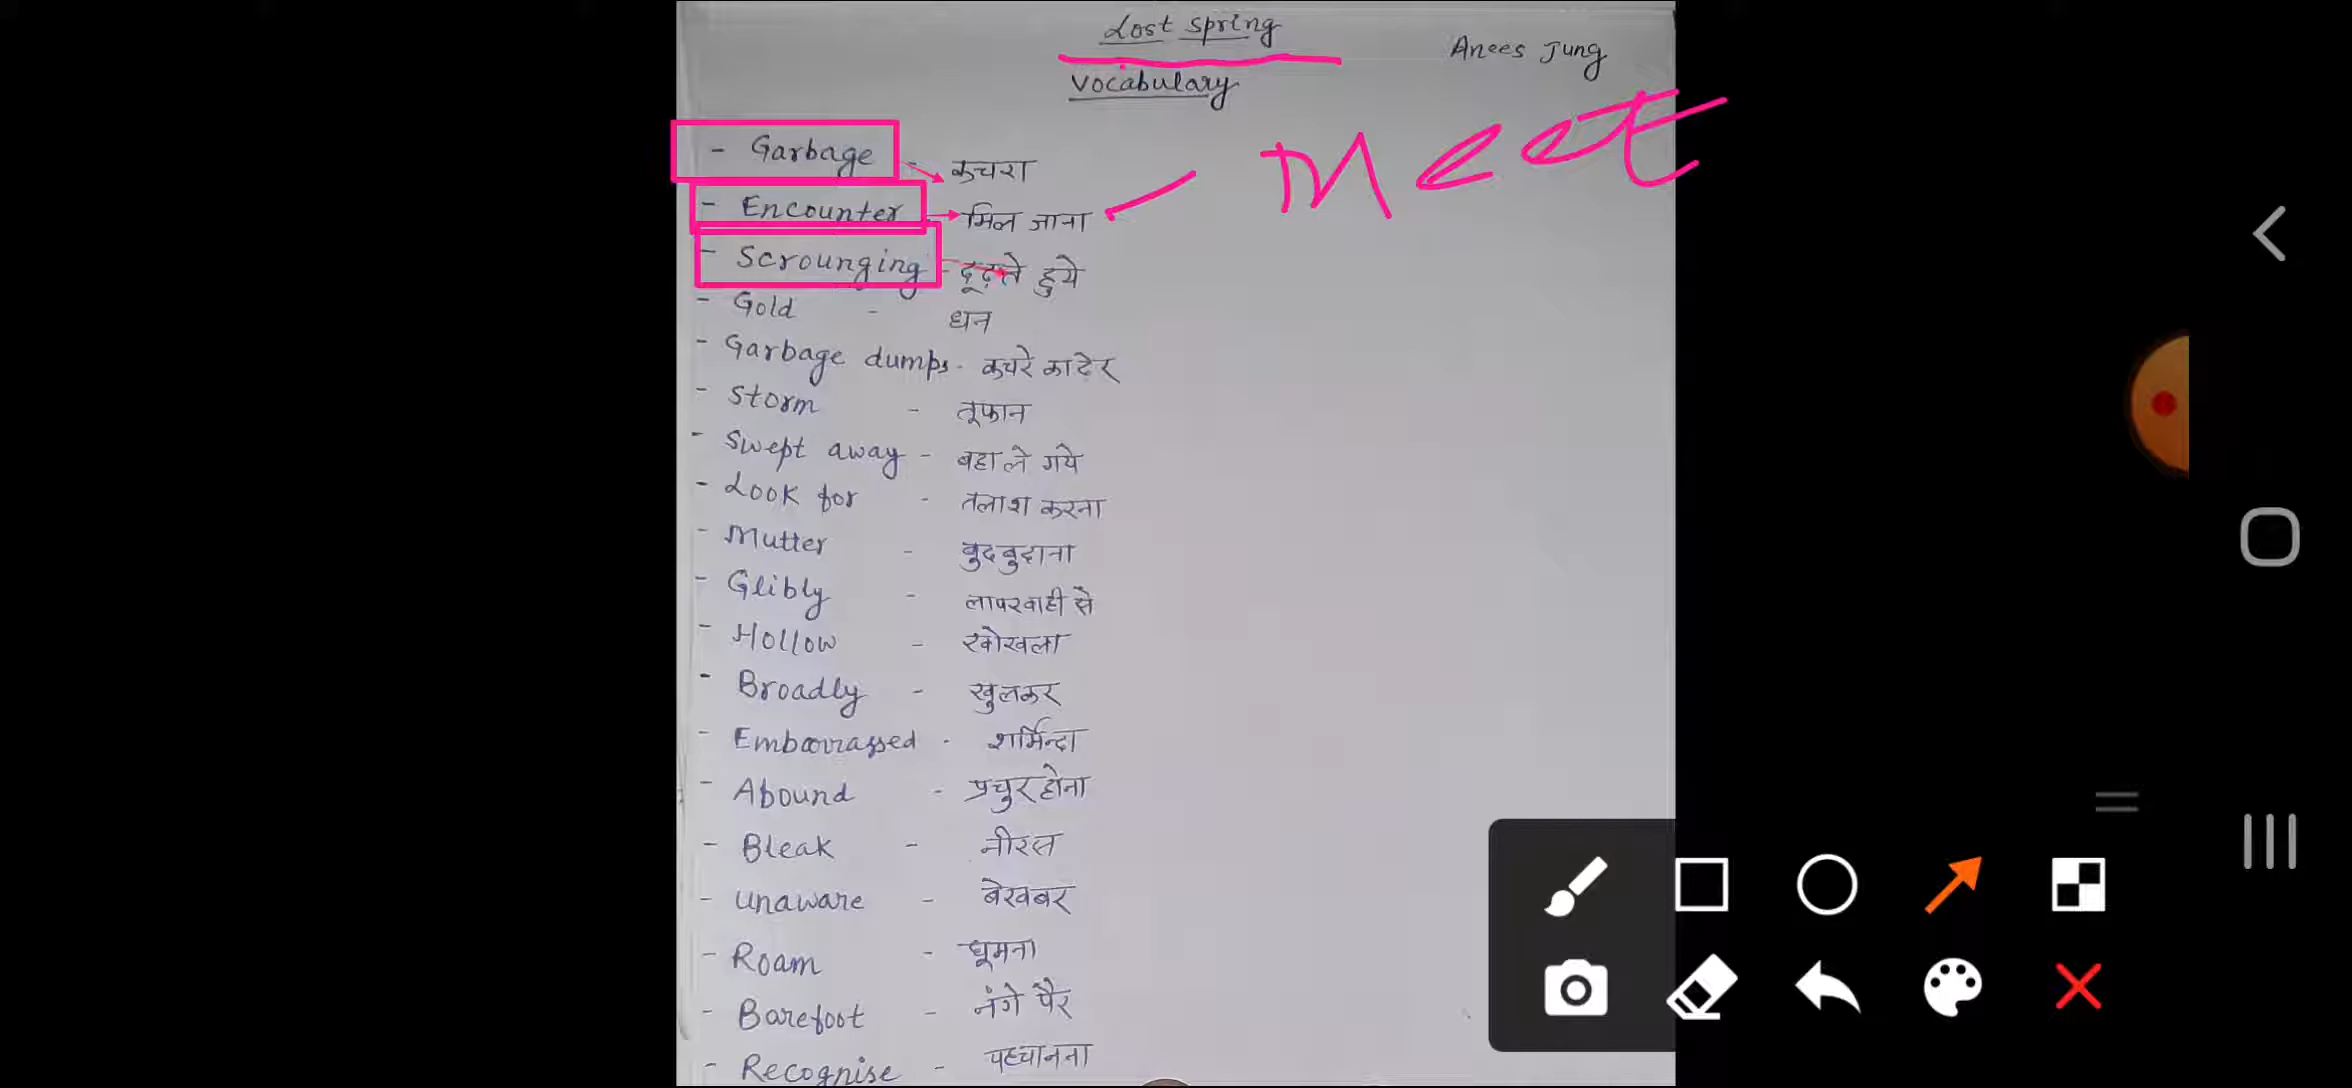 Lost spring
Anees Jung
Vocabulary
- Garbage - कचरा
- Encounter - मिल जाना Meet
- Scrounging - ढूढ़ते हुये
- Gold - धन
- Garbage dumps - कचरे का ढेर
- Storm - तूफान
- Swept away - बहा ले गये
- Look for - तलाश करना
- Mutter - बुदबुदाना
- Glibly - लापरवाही से
- Hollow - खोखला
- Broadly - खुलकर
- Embarrassed - शर्मिन्दा
- Abound - प्रचुर होना
- Bleak - नीरस
- unaware - बेखबर
- Roam - घूमना
- Barefoot - नंगे पैर
- Recognise - पहचानना